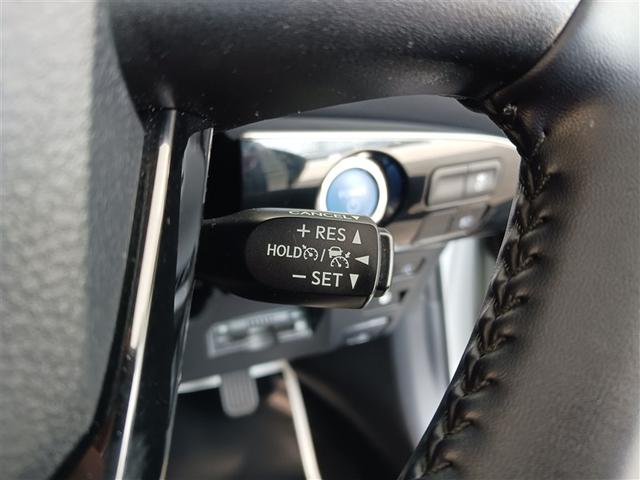 CANCEL
+ RES ▲
HOLD / ◀
− SET ▼